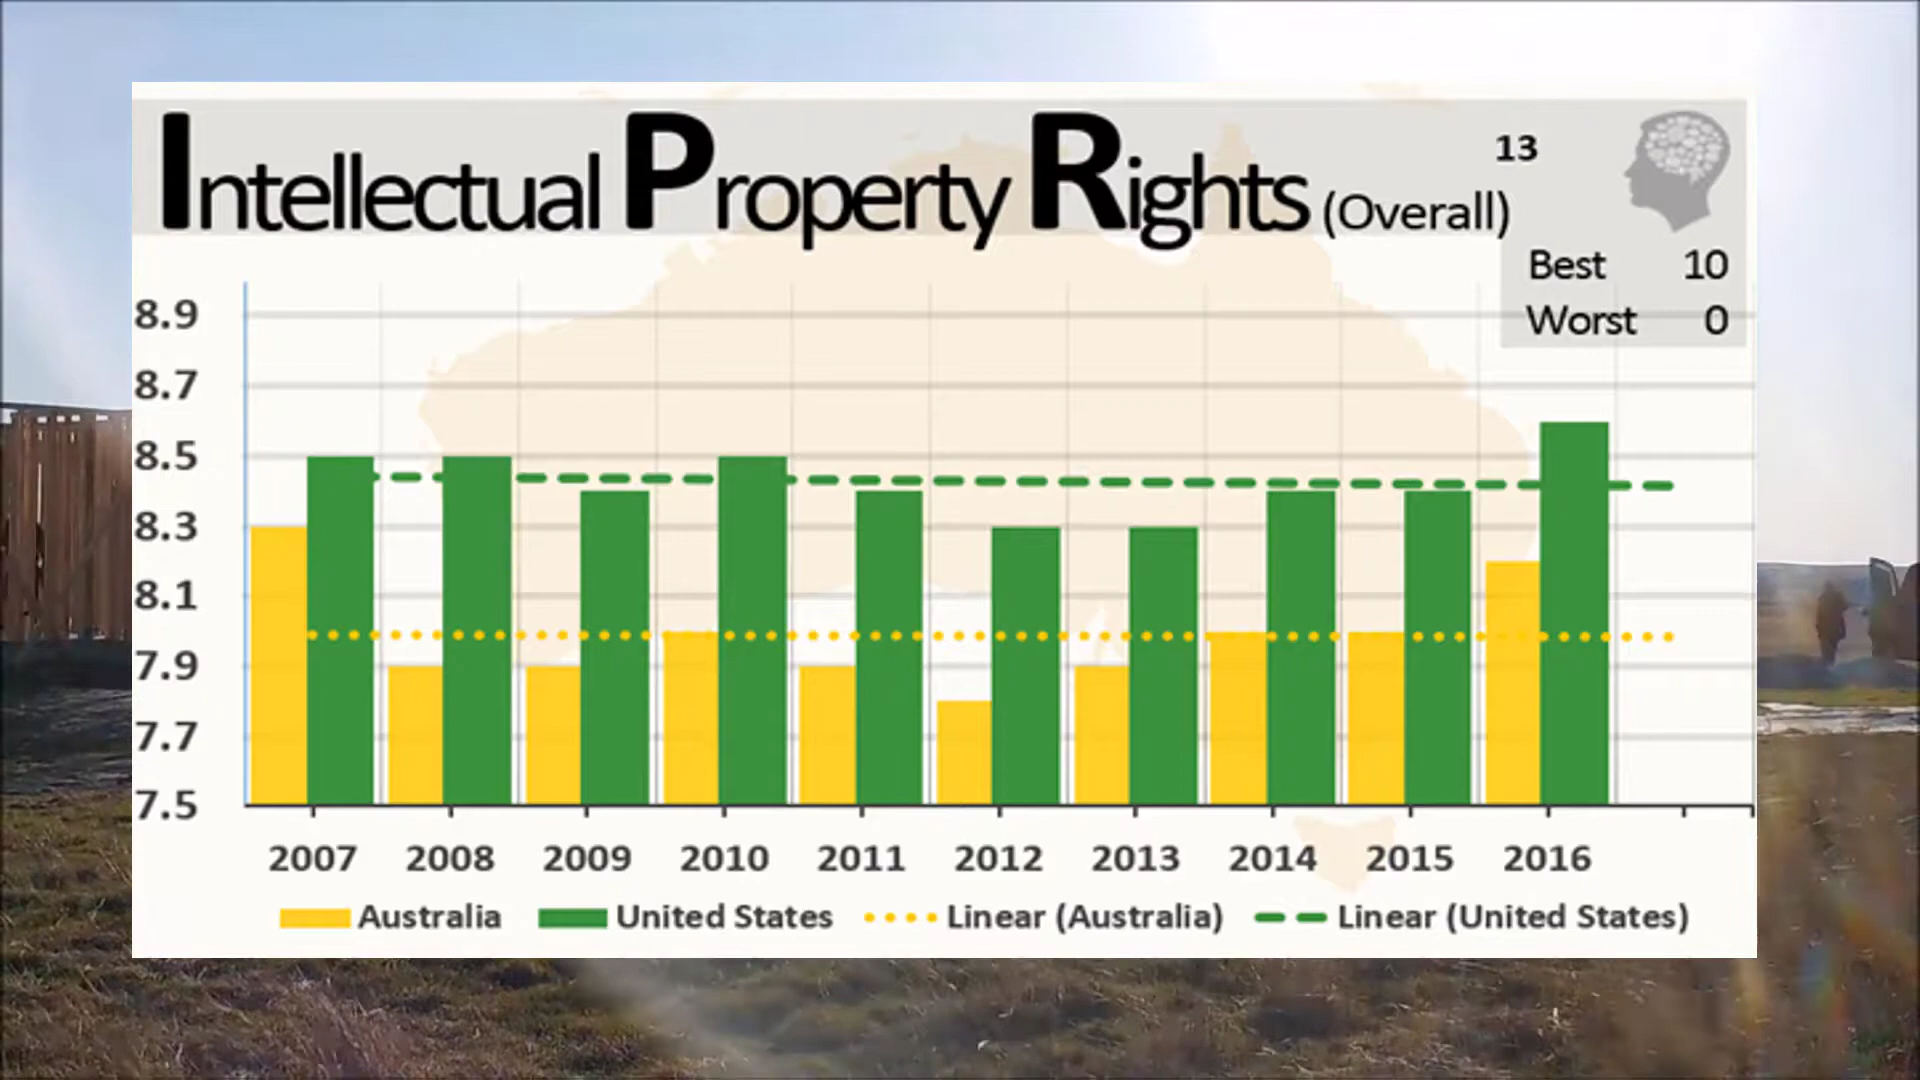 Intellectual Property Rights (Overall)
13
Best 10
Worst 0
8.9
8.7
8.5
8.3
8.1
7.9
7.7
7.5
2007 2008 2009 2010 2011 2012 2013 2014 2015 2016
Australia United States Linear (Australia) Linear (United States)